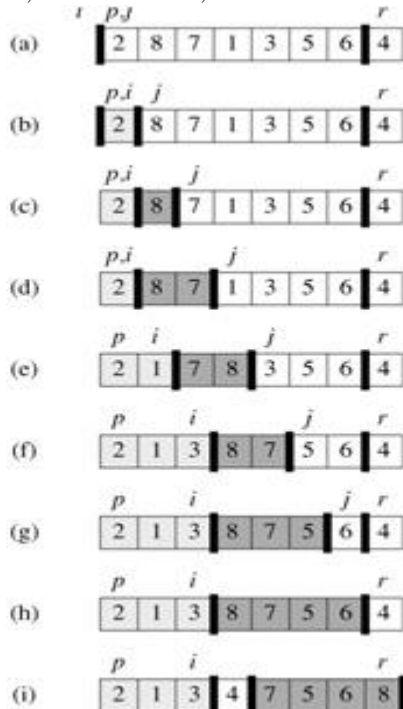 i p,j r
(a) 2 8 7 1 3 5 6 4
p,i j r
(b) 2 8 7 1 3 5 6 4
p,i j r
(c) 2 8 7 1 3 5 6 4
p,i j r
(d) 2 8 7 1 3 5 6 4
p i j r
(e) 2 1 7 8 3 5 6 4
p i j r
(f) 2 1 3 8 7 5 6 4
p i j r
(g) 2 1 3 8 7 5 6 4
p i r
(h) 2 1 3 8 7 5 6 4
p i r
(i) 2 1 3 4 7 5 6 8